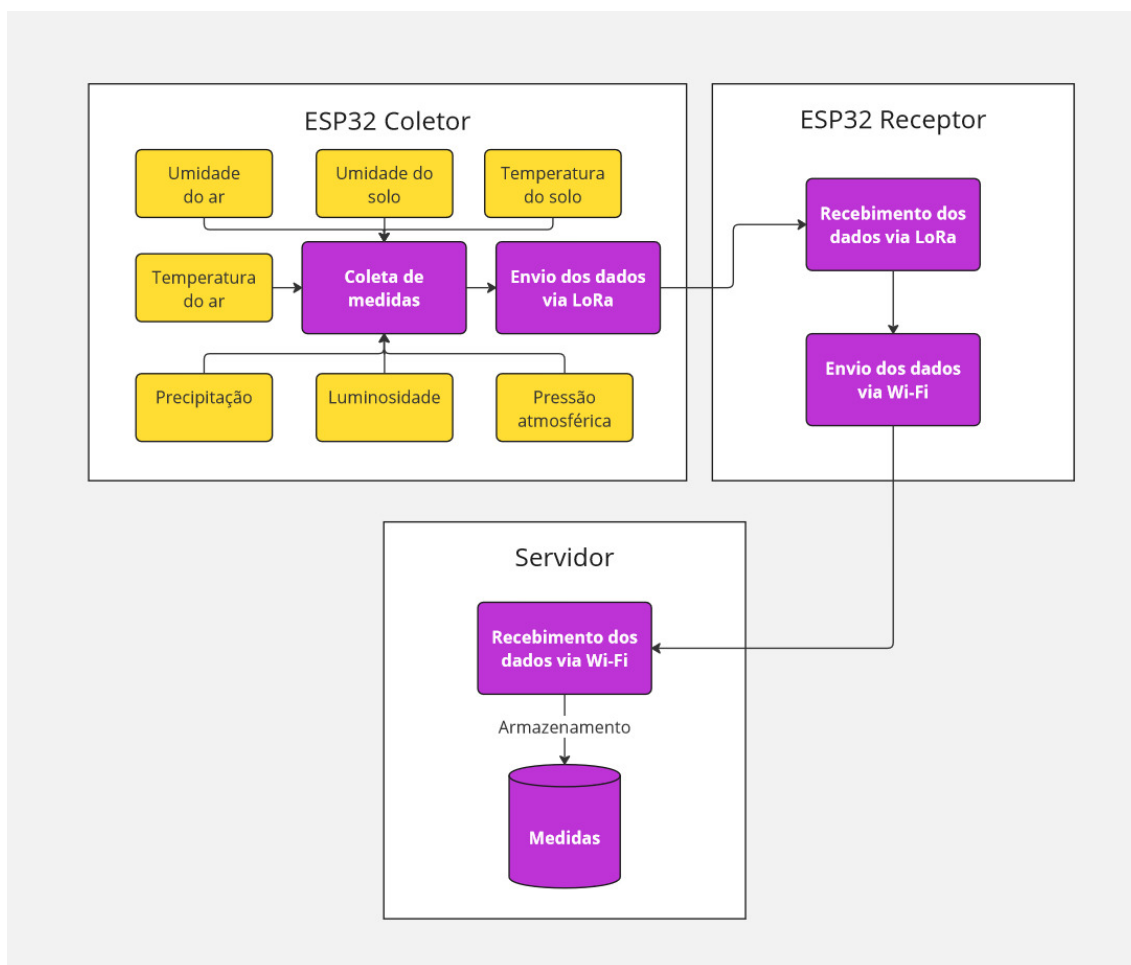 ESP32 Coletor
Umidade
do ar
Umidade do
solo
Temperatura
do solo
Temperatura
do ar
Coleta de
medidas
Envio dos dados
via LoRa
Precipitação
Luminosidade
Pressão
atmosférica
ESP32 Receptor
Recebimento dos
dados via LoRa
Envio dos dados
via Wi-Fi
Servidor
Recebimento dos
dados via Wi-Fi
Armazenamento
Medidas